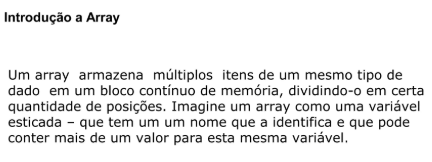 Introdução a Array
Um array armazena múltiplos itens de um mesmo tipo de
dado em um bloco contínuo de memória, dividindo-o em certa
quantidade de posições. Imagine um array como uma variável
esticada – que tem um um nome que a identifica e que pode
conter mais de um valor para esta mesma variável.